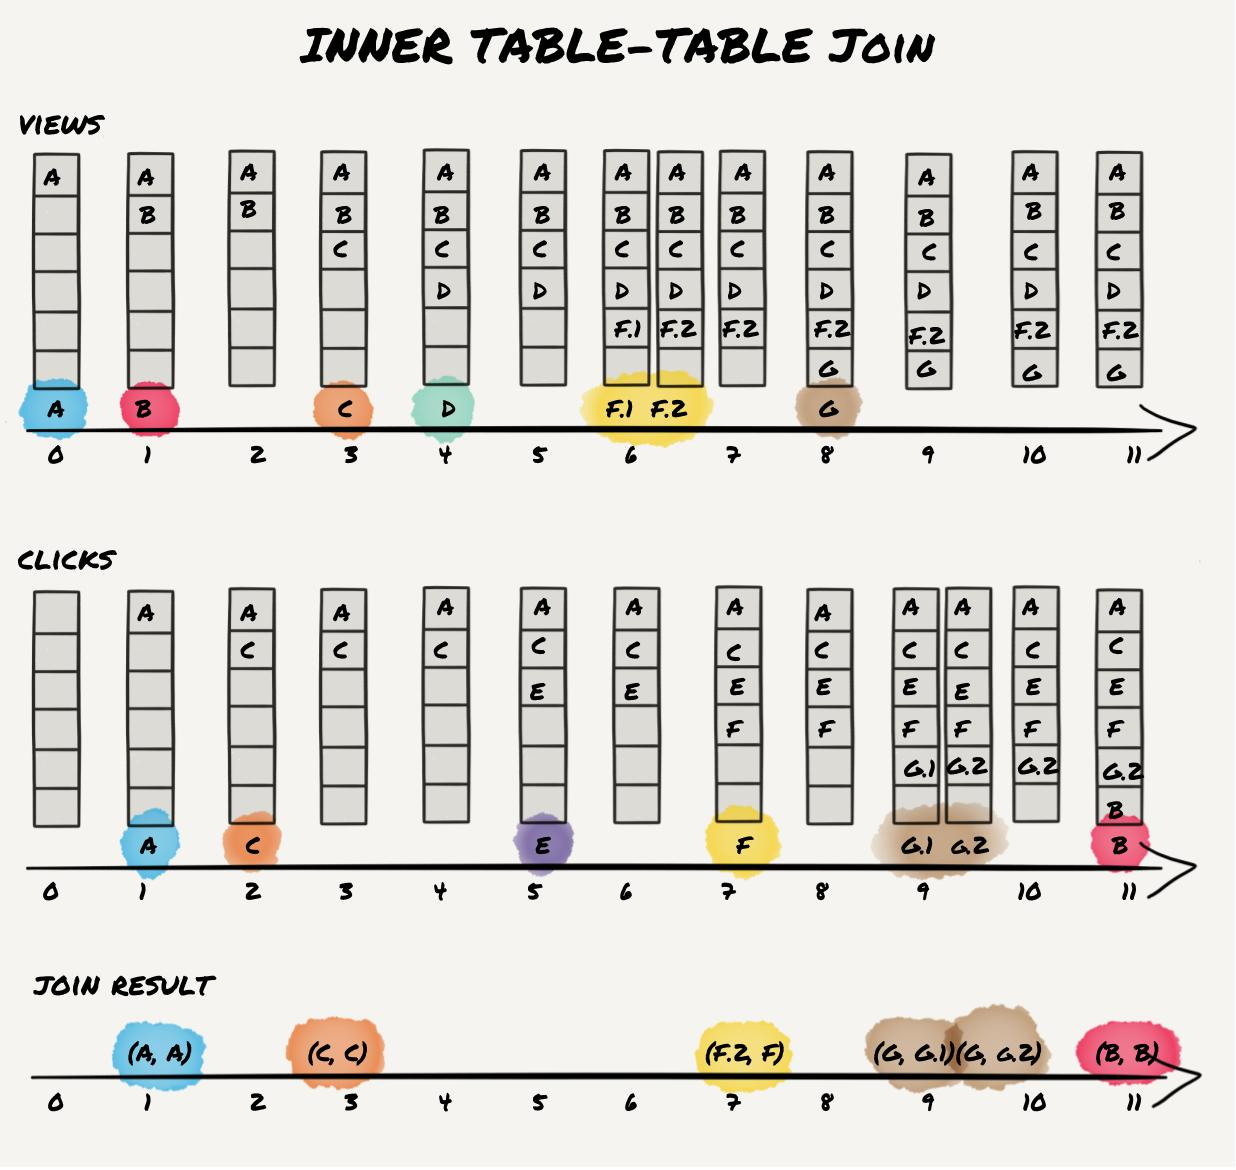 INNER TABLE-TABLE JOIN
VIEWS
A A A A A A A A A A A A A
B B B B B B B B B B B B
C C C C C C C C C C
D D D D D D D D D
F.1 F.2 F.2 F.2 F.2 F.2 F.2
G G G G
A B C D F.1 F.2 G
0 1 2 3 4 5 6 7 8 9 10 11
CLICKS
A A A A A A A A A A A A
C C C C C C C C C C C
E E E E E E E E
F F F F F F
G.1 G.2 G.2 G.2
B
A C E F G.1 G.2 B
0 1 2 3 4 5 6 7 8 9 10 11
JOIN RESULT
(A, A) (C, C) (F.2, F) (G, G.1) (G, G.2) (B, B)
0 1 2 3 4 5 6 7 8 9 10 11